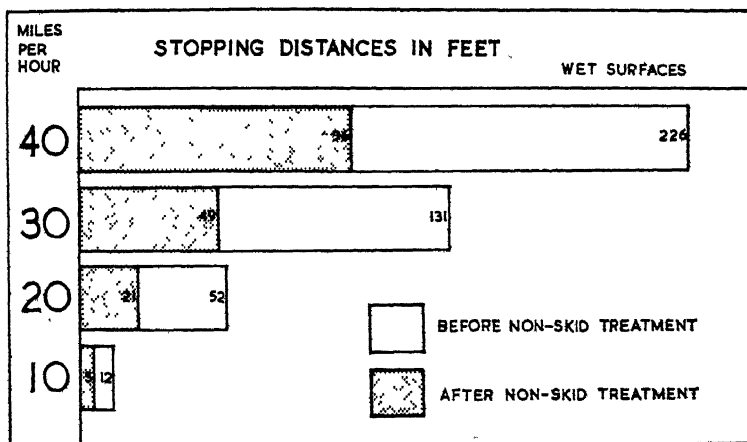 MILES
PER
HOUR
STOPPING DISTANCES IN FEET
WET SURFACES
40
226
30
49 131
20
21 52
10
5 12
BEFORE NON-SKID TREATMENT
AFTER NON-SKID TREATMENT